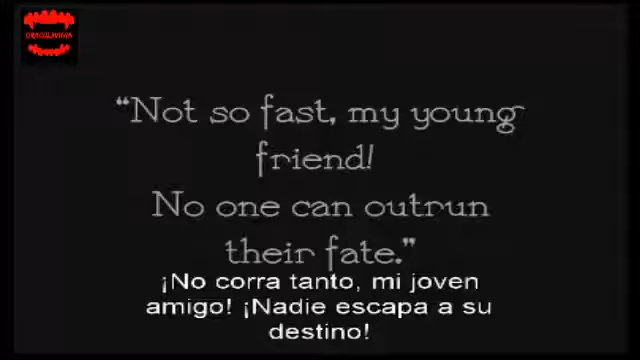 DRACULAVINYA
“Not so fast, my young
friend!
No one can outrun
their fate.”
¡No corra tanto, mi joven
amigo! ¡Nadie escapa a su
destino!